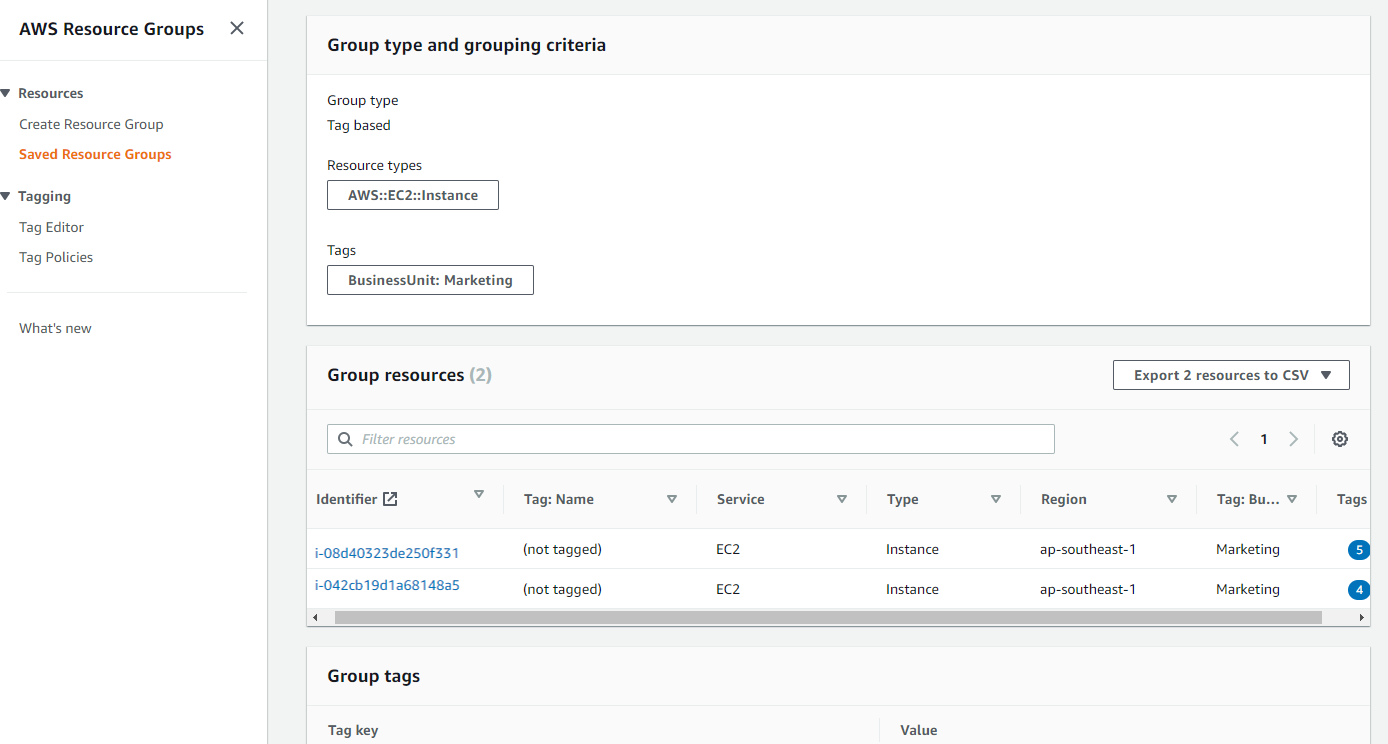 AWS Resource Groups
Resources
Create Resource Group
Saved Resource Groups
Tagging
Tag Editor
Tag Policies
What's new
Group type and grouping criteria
Group type
Tag based
Resource types
AWS::EC2::Instance
Tags
BusinessUnit: Marketing
Group resources (2)
Export 2 resources to CSV
Filter resources
1
Identifier Tag: Name Service Type Region Tag: Bu... Tags
i-08d40323de250f331 (not tagged) EC2 Instance ap-southeast-1 Marketing 5
i-042cb19d1a68148a5 (not tagged) EC2 Instance ap-southeast-1 Marketing 4
Group tags
Tag key Value